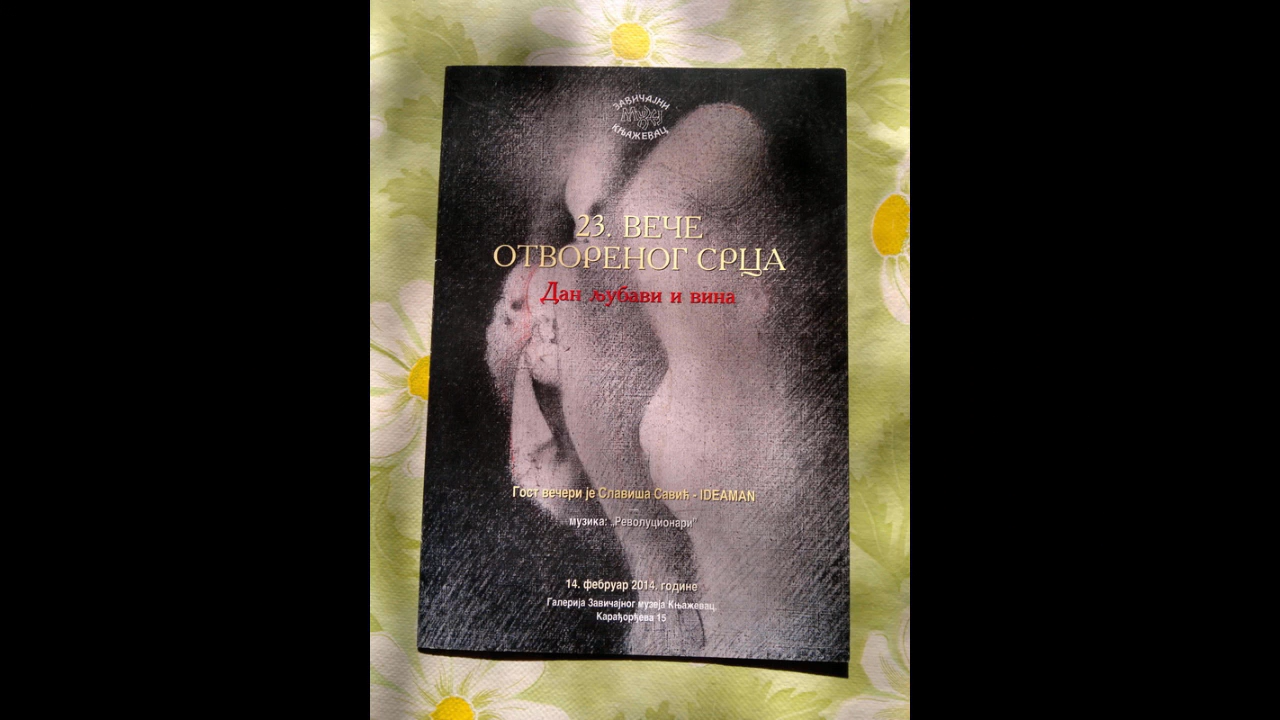 ЗАВИЧАЈНИ
музеј
КЊАЖЕВАЦ
23. ВЕЧЕ
ОТВОРЕНОГ СРЦА
Дан љубави и вина
Гост вечери је Славиша Савић - IDEAMAN
музика: „Револуционари”
14. фебруар 2014. године
Галерија Завичајног музеја Књажевац,
Карађорђева 15